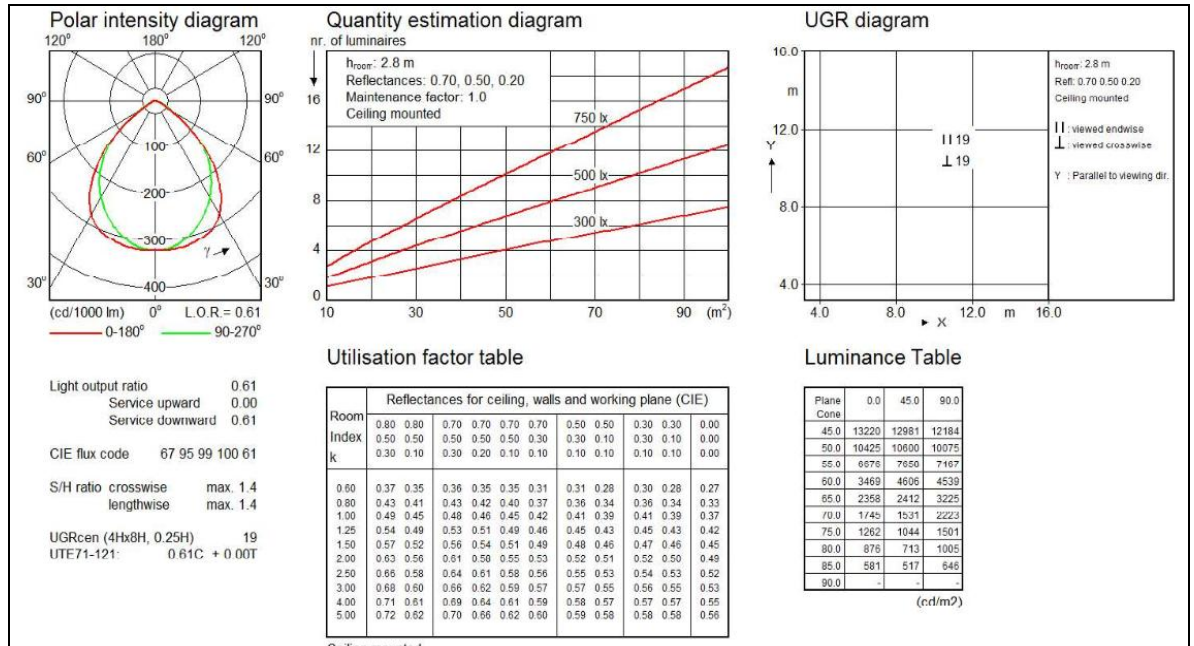 Polar intensity diagram
120° 180° 120°
90° 90°
60° 60°
100
200
300
γ
30° 400 30°
(cd/1000 lm) 0° L.O.R.= 0.61
0-180° 90-270°
Light output ratio 0.61
Service upward 0.00
Service downward 0.61
CIE flux code 67 95 99 100 61
S/H ratio crosswise max. 1.4
lengthwise max. 1.4
UGRcen (4Hx8H, 0.25H) 19
UTE71-121: 0.61C + 0.00T
Quantity estimation diagram
nr. of luminaires
hroom: 2.8 m
Reflectances: 0.70, 0.50, 0.20
Maintenance factor: 1.0
Ceiling mounted
16
750 lx
12
500 lx
8
300 lx
4
0
10 30 50 70 90 (m²)
Utilisation factor table
Reflectances for ceiling, walls and working plane (CIE)
Room
Index
k
0.80 0.80 0.70 0.70 0.70 0.70 0.50 0.50 0.30 0.30 0.00
0.50 0.50 0.50 0.50 0.50 0.30 0.30 0.10 0.30 0.10 0.00
0.30 0.10 0.30 0.20 0.10 0.10 0.10 0.10 0.10 0.10 0.00
0.60 0.37 0.35 0.36 0.35 0.35 0.31 0.31 0.28 0.30 0.28 0.27
0.80 0.43 0.41 0.43 0.42 0.40 0.37 0.36 0.34 0.36 0.34 0.33
1.00 0.49 0.45 0.48 0.46 0.45 0.42 0.41 0.39 0.41 0.39 0.37
1.25 0.54 0.49 0.53 0.51 0.49 0.46 0.45 0.43 0.45 0.43 0.42
1.50 0.57 0.52 0.56 0.54 0.51 0.49 0.48 0.46 0.47 0.46 0.45
2.00 0.63 0.56 0.61 0.58 0.55 0.53 0.52 0.51 0.52 0.50 0.49
2.50 0.66 0.58 0.64 0.61 0.58 0.56 0.55 0.53 0.54 0.53 0.52
3.00 0.68 0.60 0.66 0.62 0.59 0.57 0.57 0.55 0.56 0.55 0.53
4.00 0.71 0.61 0.69 0.64 0.61 0.59 0.58 0.57 0.57 0.57 0.55
5.00 0.72 0.62 0.70 0.66 0.62 0.60 0.59 0.58 0.58 0.58 0.56
UGR diagram
16.0
m
12.0
Y
8.0
4.0
4.0 8.0 12.0 m 16.0
X
|| 19
⊥ 19
hroom: 2.8 m
Refl: 0.70 0.50 0.20
Ceiling mounted
|| : viewed endwise
⊥ : viewed crosswise
Y : Parallel to viewing dir.
Luminance Table
Plane 0.0 45.0 90.0
Cone
45.0 13220 12981 12184
50.0 10425 10600 10075
55.0 6676 7650 7167
60.0 3469 4606 4539
65.0 2358 2412 3225
70.0 1745 1531 2223
75.0 1262 1044 1501
80.0 876 713 1005
85.0 581 517 646
90.0 - - -
(cd/m2)